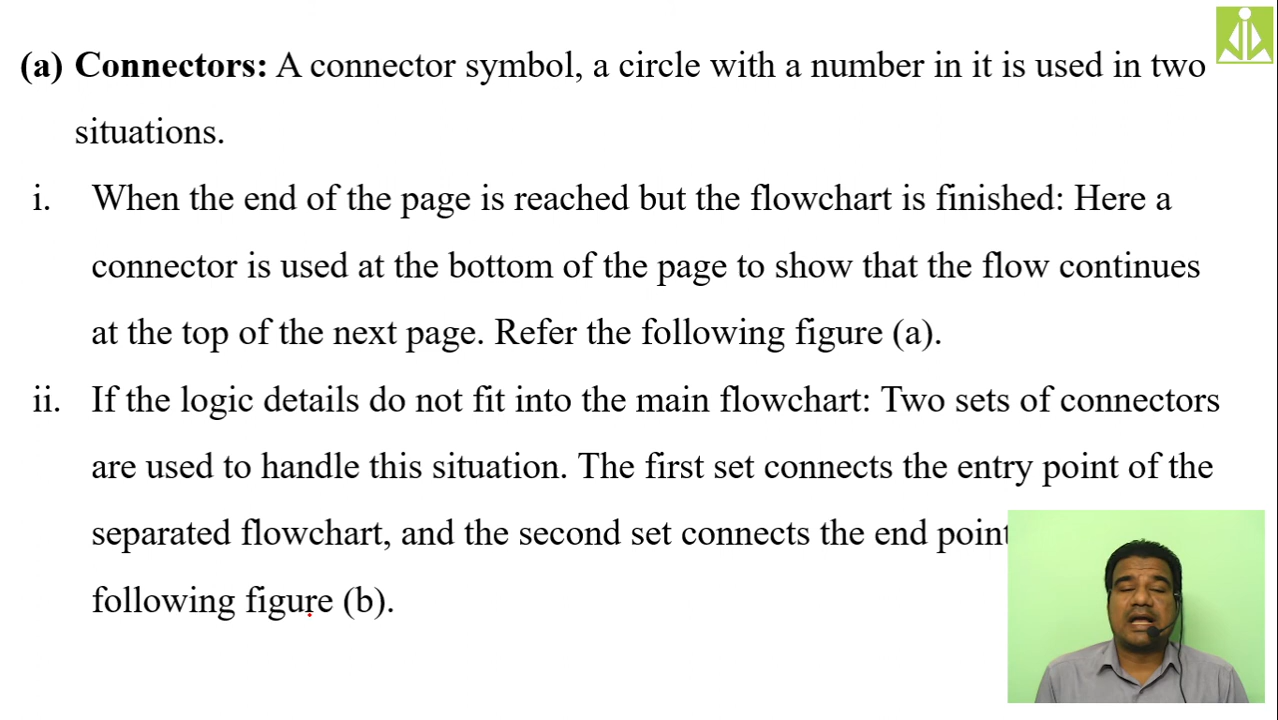 (a) Connectors: A connector symbol, a circle with a number in it is used in two
situations.
i. When the end of the page is reached but the flowchart is finished: Here a
connector is used at the bottom of the page to show that the flow continues
at the top of the next page. Refer the following figure (a).
ii. If the logic details do not fit into the main flowchart: Two sets of connectors
are used to handle this situation. The first set connects the entry point of the
separated flowchart, and the second set connects the end point
following figure (b).